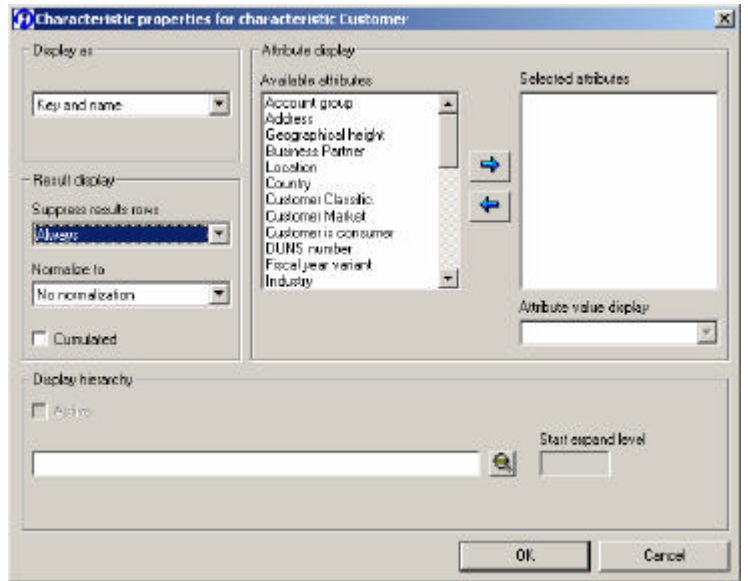 Characteristic properties for characteristic Customer
Display as
Key and name
Result display
Suppress results rows
Always
Normalize to
No normalization
Cumulated
Attribute display
Available attributes
Account group
Address
Geographical height
Business Partner
Location
Country
Customer Classific.
Customer Market
Customer is consumer
DUNS number
Fiscal year variant
Industry
Selected attributes
Attribute value display
Display hierarchy
Active
Start expand level
OK
Cancel